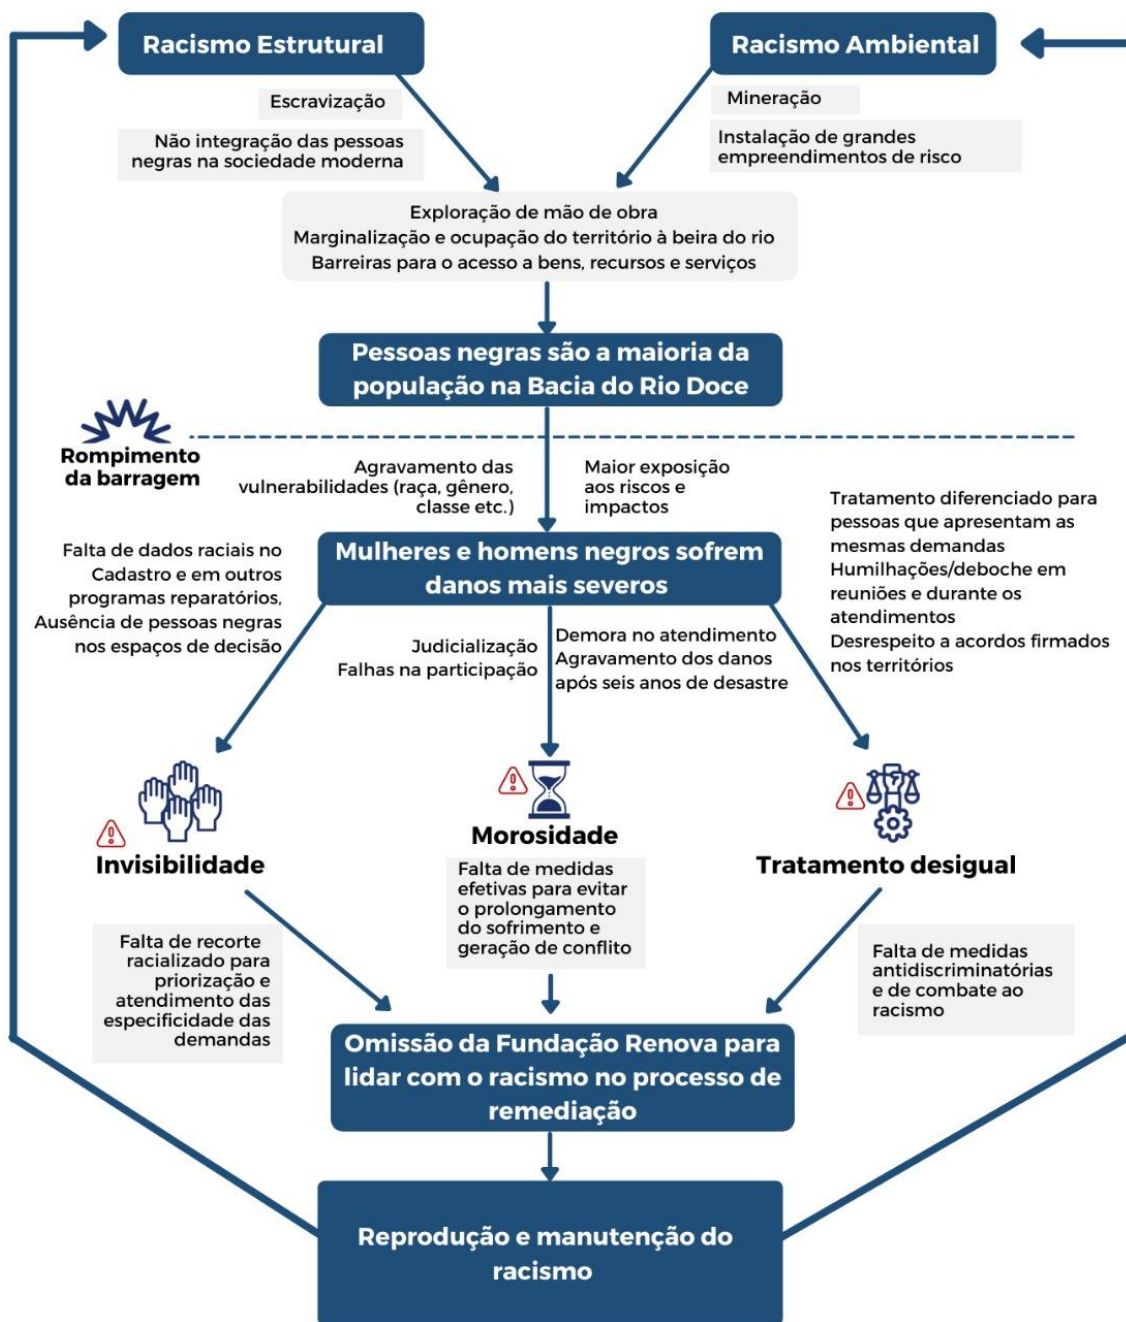 Racismo Estrutural
Racismo Ambiental
Escravização
Não integração das pessoas
negras na sociedade moderna
Mineração
Instalação de grandes
empreendimentos de risco
Exploração de mão de obra
Marginalização e ocupação do território à beira do rio
Barreiras para o acesso a bens, recursos e serviços
Pessoas negras são a maioria da
população na Bacia do Rio Doce
Rompimento
da barragem
Agravamento das
vulnerabilidades (raça, gênero,
classe etc.)
Maior exposição
aos riscos e
impactos
Mulheres e homens negros sofrem
danos mais severos
Falta de dados raciais no
Cadastro e em outros
programas reparatórios,
Ausência de pessoas negras
nos espaços de decisão
Judicialização
Falhas na participação
Demora no atendimento
Agravamento dos danos
após seis anos de desastre
Tratamento diferenciado para
pessoas que apresentam as
mesmas demandas
Humilhações/deboche em
reuniões e durante os
atendimentos
Desrespeito a acordos firmados
nos territórios
Invisibilidade
Morosidade
Tratamento desigual
Falta de recorte
racializado para
priorização e
atendimento das
especificidade das
demandas
Falta de medidas
efetivas para evitar
o prolongamento
do sofrimento e
geração de conflito
Falta de medidas
antidiscriminatórias
e de combate ao
racismo
Omissão da Fundação Renova para
lidar com o racismo no processo de
remediação
Reprodução e manutenção do
racismo